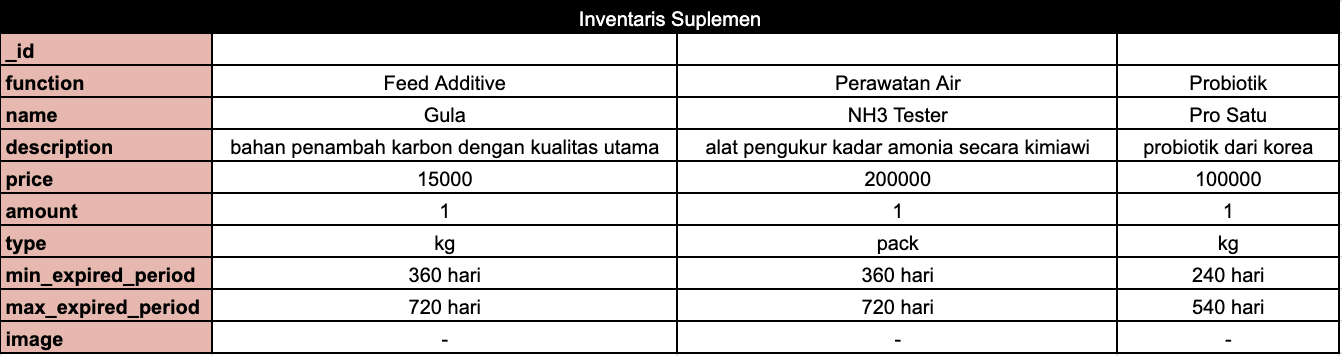 Inventaris Suplemen
_id
function Feed Additive Perawatan Air Probiotik
name Gula NH3 Tester Pro Satu
description bahan penambah karbon dengan kualitas utama alat pengukur kadar amonia secara kimiawi probiotik dari korea
price 15000 200000 100000
amount 1 1 1
type kg pack kg
min_expired_period 360 hari 360 hari 240 hari
max_expired_period 720 hari 720 hari 540 hari
image - - -